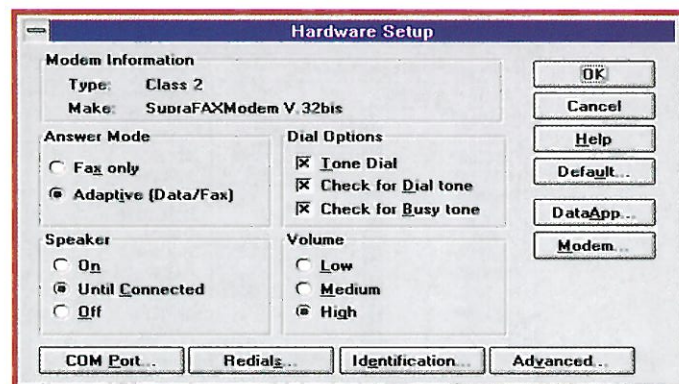 Hardware Setup
Modem Information
Type: Class 2
Make: SupraFAXModem V.32bis
Answer Mode
Fax only
Adaptive (Data/Fax)
Dial Options
Tone Dial
Check for Dial tone
Check for Busy tone
Speaker
On
Until Connected
Off
Volume
Low
Medium
High
OK
Cancel
Help
Default...
DataApp...
Modem...
COM Port...
Redials...
Identification...
Advanced...